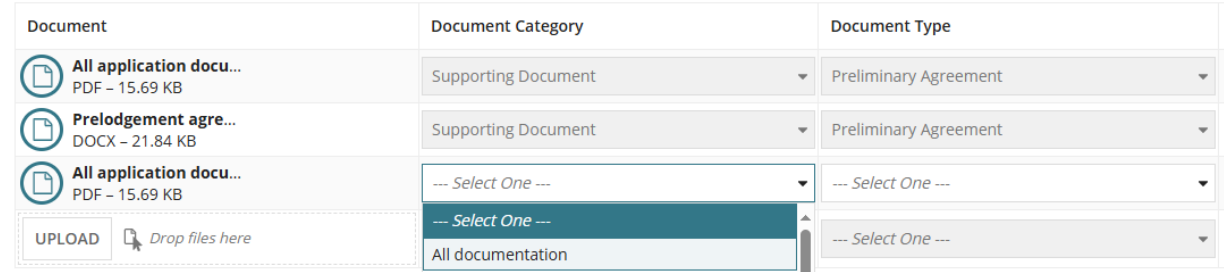 Document Document Category Document Type
All application docu...
PDF – 15.69 KB
Supporting Document Preliminary Agreement
Prelodgement agre...
DOCX – 21.84 KB
Supporting Document Preliminary Agreement
All application docu...
PDF – 15.69 KB
--- Select One --- --- Select One ---
--- Select One ---
All documentation
UPLOAD Drop files here
--- Select One ---